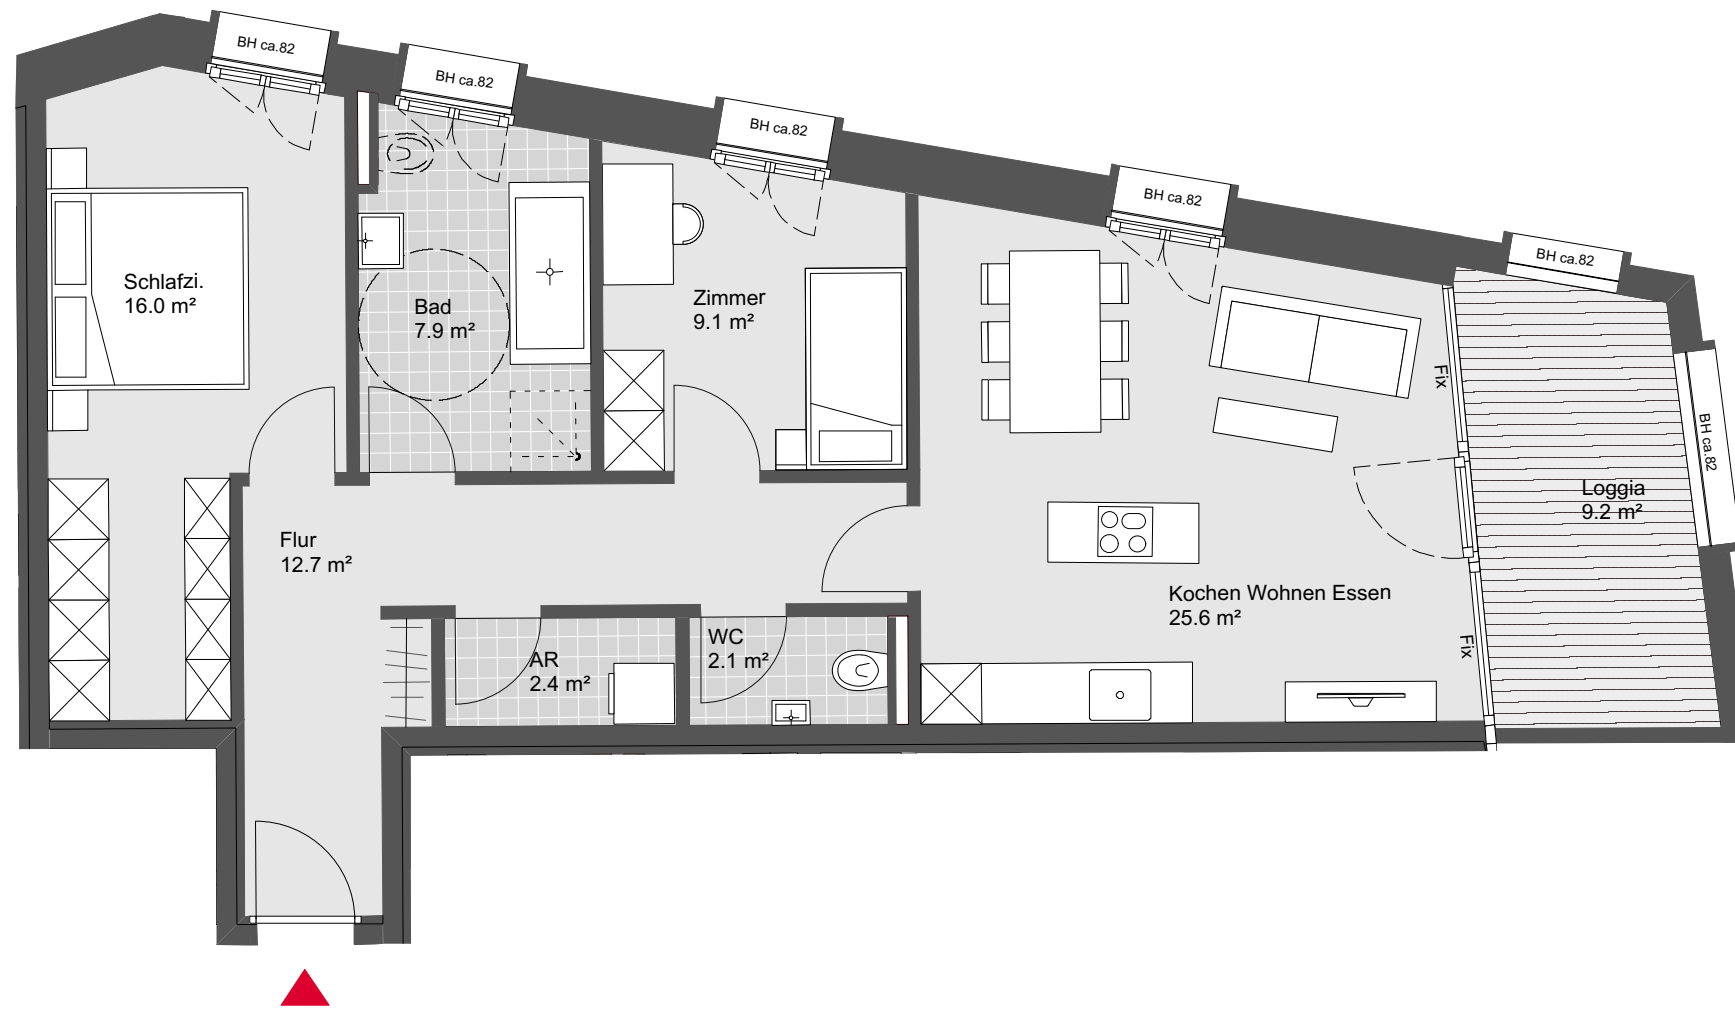 BH ca.82
BH ca.82
BH ca.82
BH ca.82
BH ca.82
BH ca.82
Schlafzi.
16.0 m²
Bad
7.9 m²
Zimmer
9.1 m²
Fix
Loggia
9.2 m²
Flur
12.7 m²
Kochen Wohnen Essen
25.6 m²
Fix
AR
2.4 m²
WC
2.1 m²